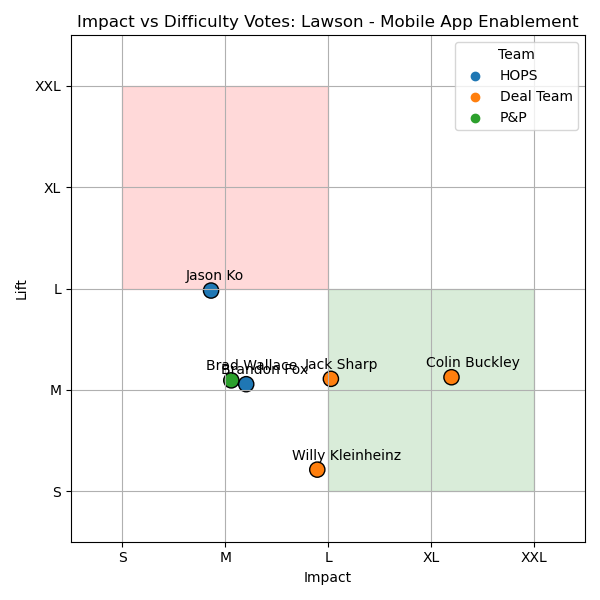 Impact vs Difficulty Votes: Lawson - Mobile App Enablement
Team
HOPS
Deal Team
P&P
XXL
XL
L
M
S
Lift
Jason Ko
Brad Wallace
Brandon Fox
Jack Sharp
Colin Buckley
Willy Kleinheinz
S
M
L
XL
XXL
Impact